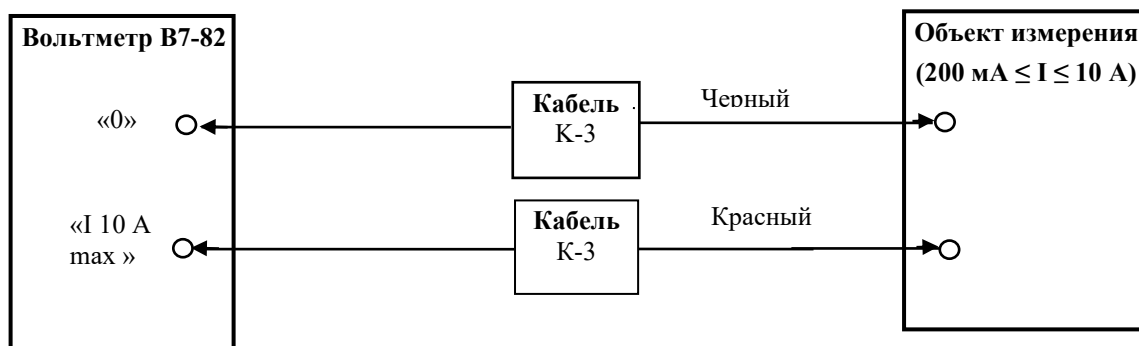 Вольтметр В7-82
Объект измерения
(200 мА ≤ I ≤ 10 А)
Кабель
К-3
Черный
«0»
Кабель
К-3
Красный
«I 10 А
max »